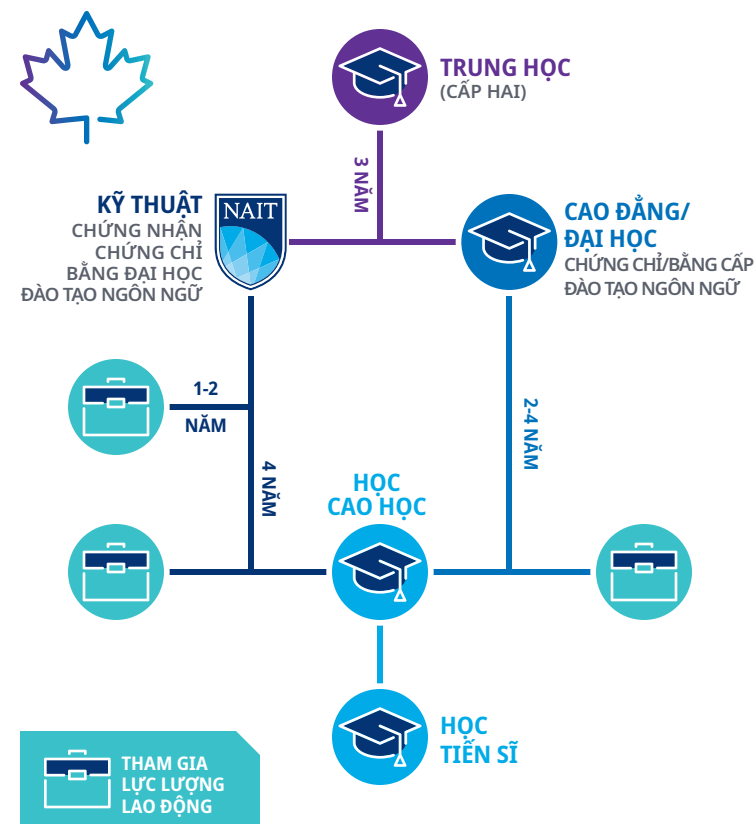 TRUNG HỌC
(CẤP HAI)
3 NĂM
KỸ THUẬT
CHỨNG NHẬN
CHỨNG CHỈ
BẰNG ĐẠI HỌC
ĐÀO TẠO NGÔN NGỮ
NAIT
CAO ĐẲNG/
ĐẠI HỌC
CHỨNG CHỈ/BẰNG CẤP
ĐÀO TẠO NGÔN NGỮ
1-2
NĂM
4 NĂM
2-4 NĂM
HỌC
CAO HỌC
HỌC
TIẾN SĨ
THAM GIA
LỰC LƯỢNG
LAO ĐỘNG